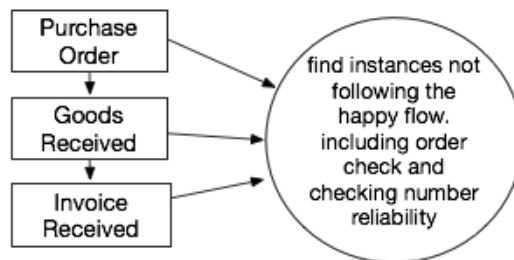 Purchase
Order
Goods
Received
Invoice
Received
find instances not
following the
happy flow.
including order
check and
checking number
reliability